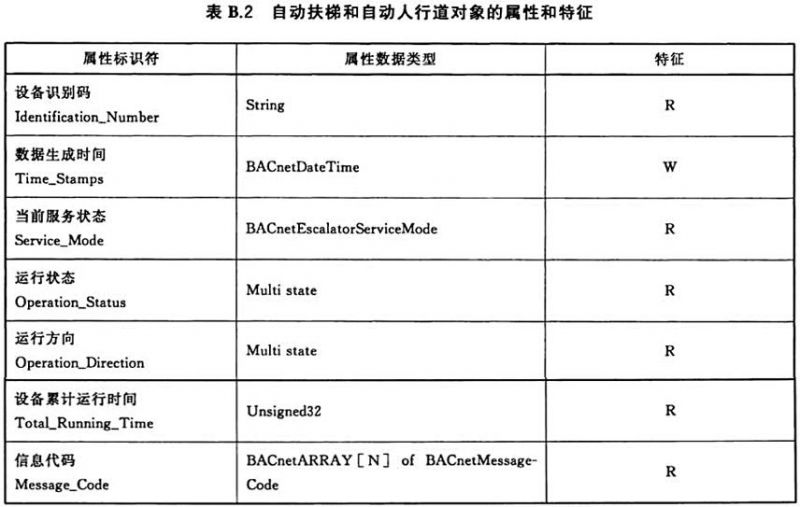 表 B.2 自动扶梯和自动人行道对象的属性和特征
属性标识符 属性数据类型 特征
设备识别码
Identification_Number
String R
数据生成时间
Time_Stamps
BACnetDateTime W
当前服务状态
Service_Mode
BACnetEscalatorServiceMode R
运行状态
Operation_Status
Multi state R
运行方向
Operation_Direction
Multi state R
设备累计运行时间
Total_Running_Time
Unsigned32 R
信息代码
Message_Code
BACnetARRAY［N］ of BACnetMessage-
Code
R